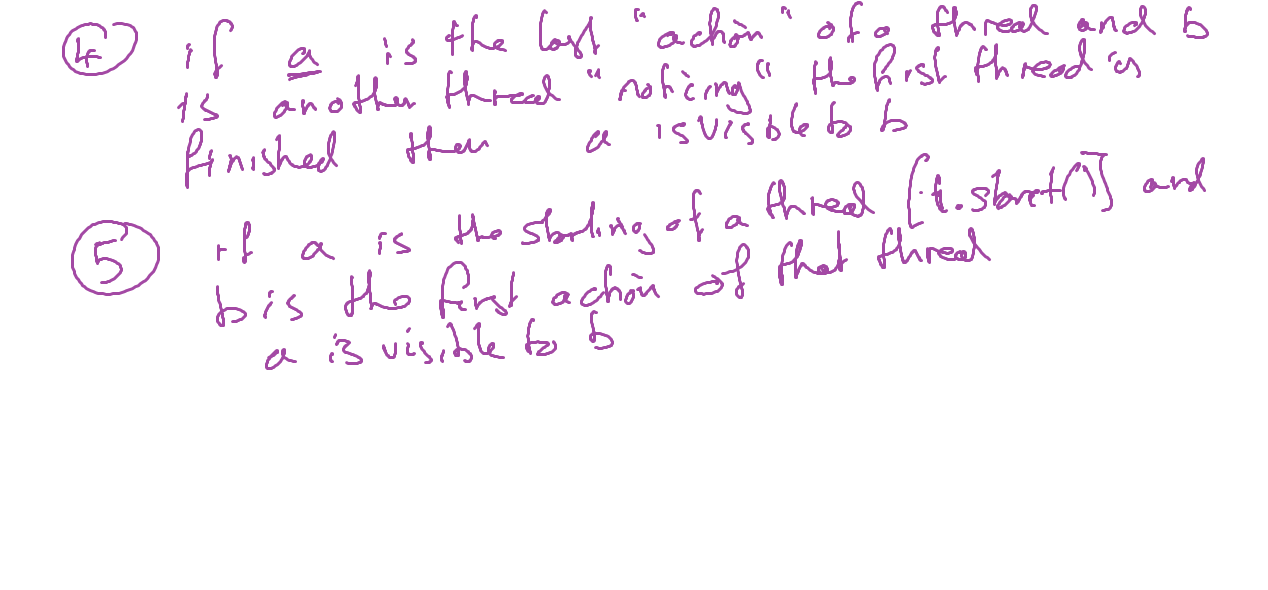 ④ if a is the last "action" of a thread and b
is another thread "noticing" the first thread is
finished then a is visible to b
⑤ if a is the starting of a thread [t.start()] and
b is the first action of that thread
a is visible to b